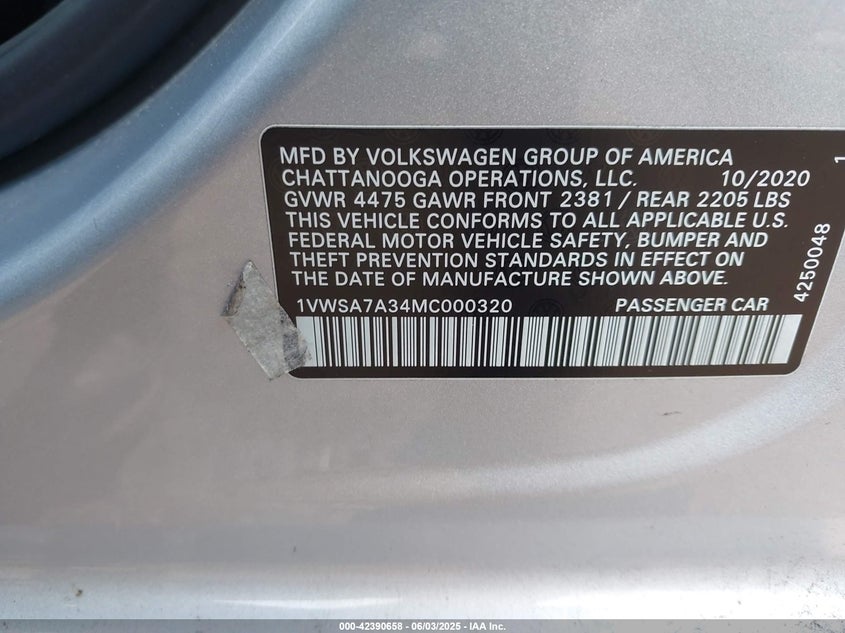 MFD BY VOLKSWAGEN GROUP OF AMERICA
CHATTANOOGA OPERATIONS, LLC. 10/2020
GVWR 4475 GAWR FRONT 2381 / REAR 2205 LBS
THIS VEHICLE CONFORMS TO ALL APPLICABLE U.S.
FEDERAL MOTOR VEHICLE SAFETY, BUMPER AND
THEFT PREVENTION STANDARDS IN EFFECT ON
THE DATE OF MANUFACTURE SHOWN ABOVE.
1VWSA7A34MC000320 PASSENGER CAR
4250048
1
000-42390658 - 06/03/2025 - IAA Inc.